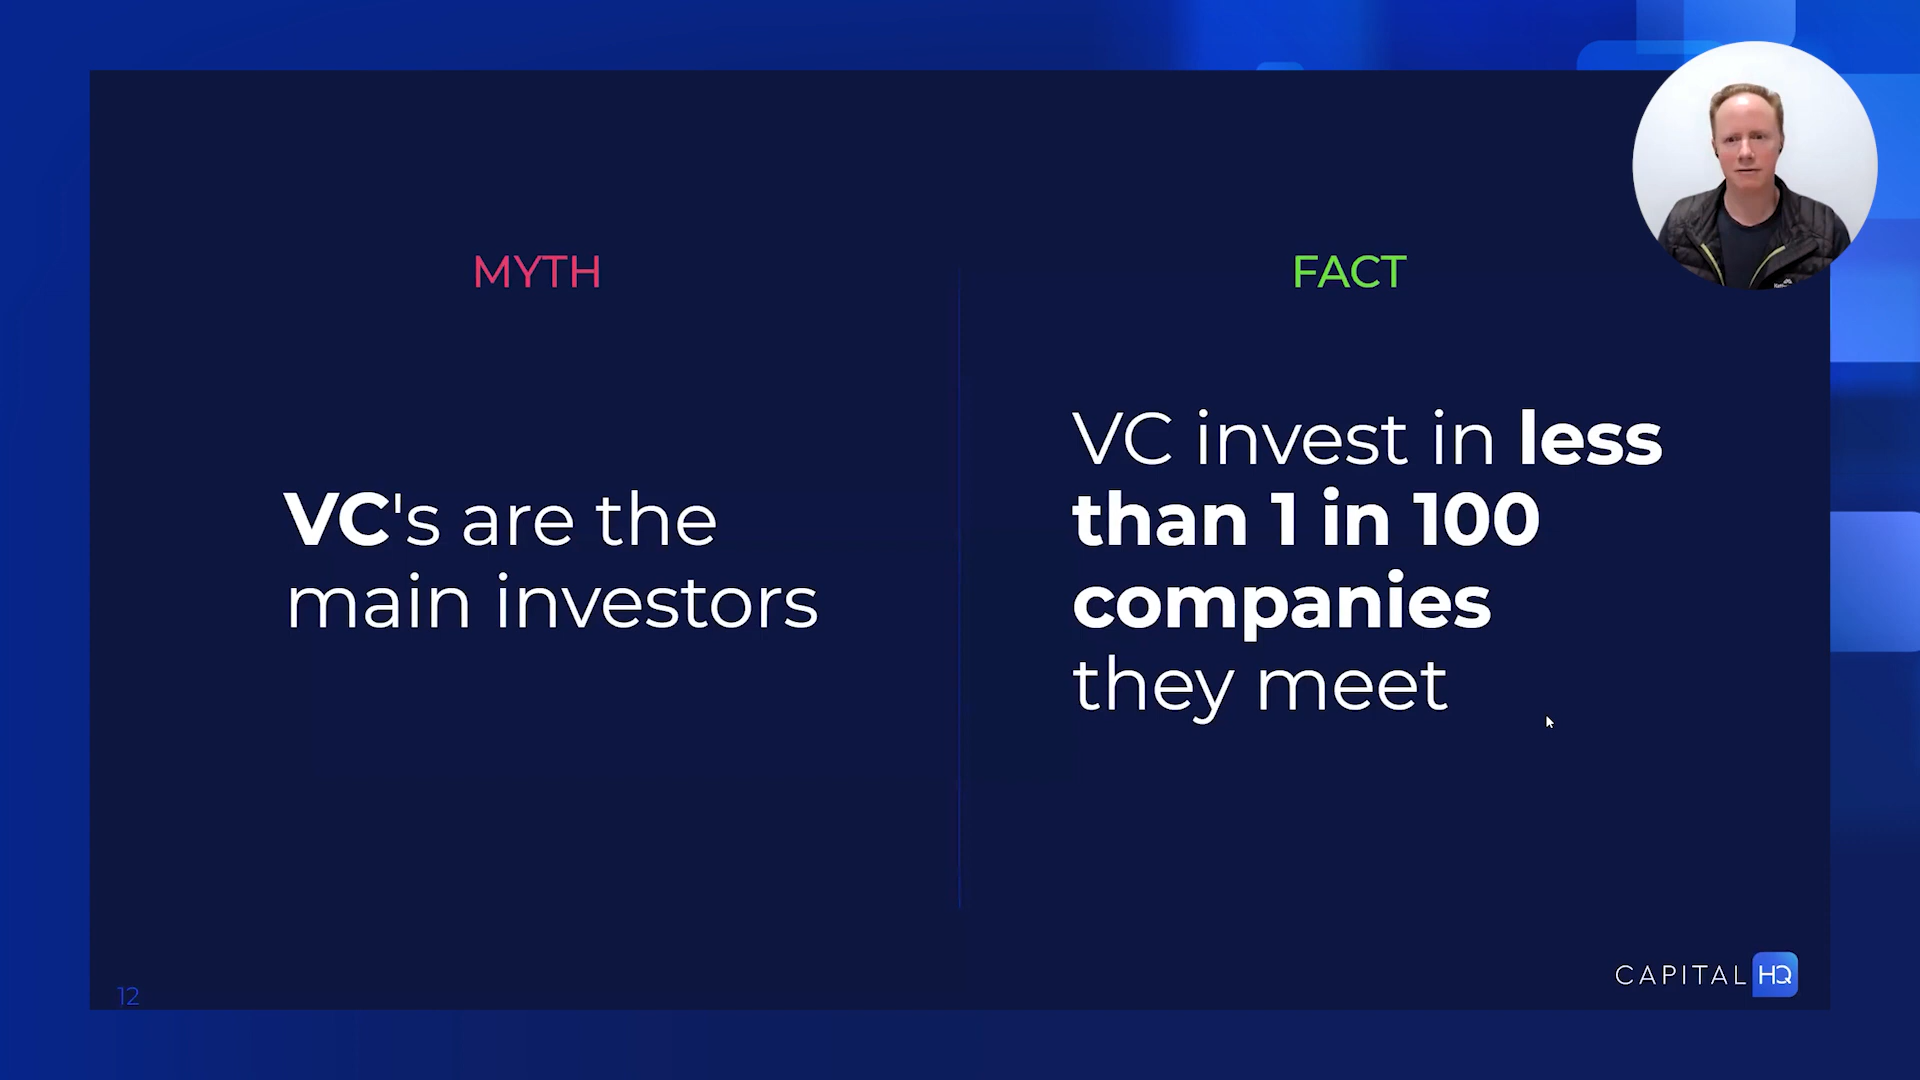 MYTH
FACT
VC's are the
main investors
VC invest in less
than 1 in 100
companies
they meet
12
CAPITAL HQ